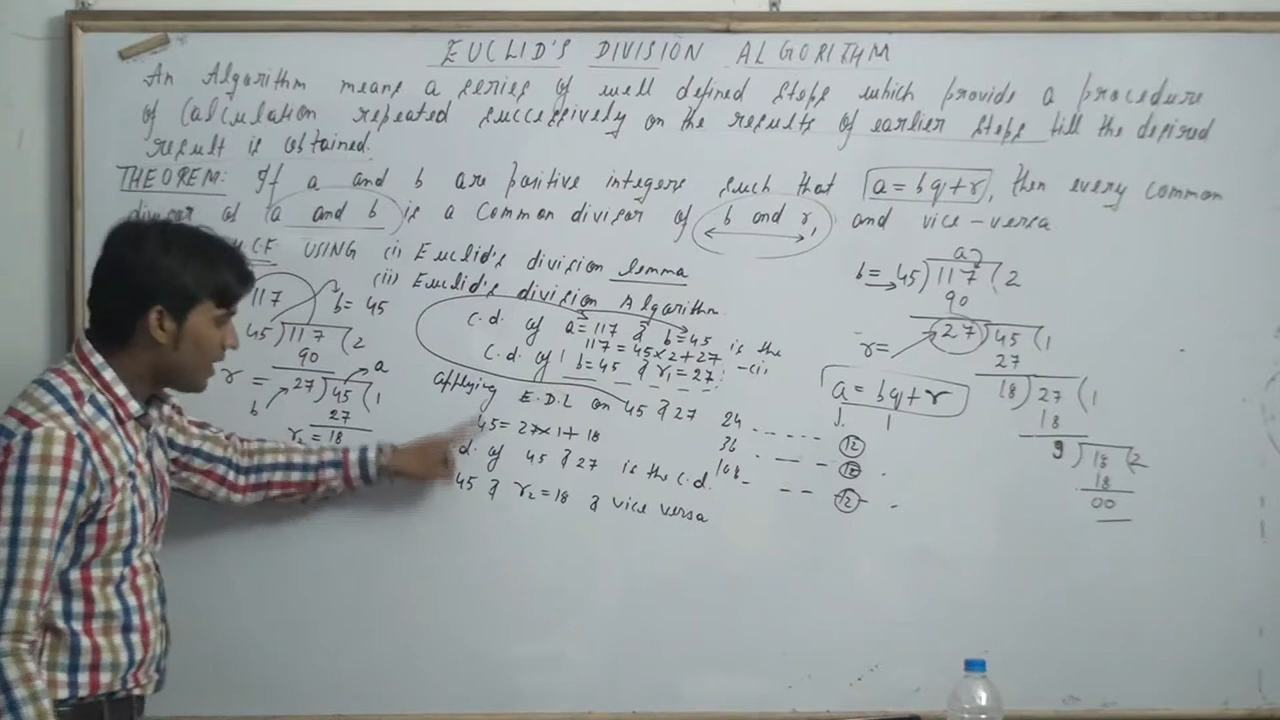 EUCLID'S DIVISION ALGORITHM
An Algorithm means a series of well defined steps which provide a procedure
of Calculation repeated successively on the results of earlier steps till the desired
result is obtained.
THEOREM: If a and b are positive integers such that a = bq + r, then every common
divisor of a and b is a common divisor of b and r, and vice-versa
H.C.F USING (i) Euclid's division lemma
(ii) Euclid's division Algorithm
117 b = 45
45) 117 (2
90
r = 27) 45 (1 a
b 27
r2 = 18
C.d. of a = 117 & b = 45 is the
117 = 45 × 2 + 27 - (i)
C.d. of b = 45 & r1 = 27:
Applying E.D.L on 45 & 27
45 = 27 × 1 + 18
d. of 45 & 27 is the c.d.
45 & r2 = 18 & vice versa
24 12
36 12
108 12
a = bq + r
a
b = 45) 117 (2
90
r = 27) 45 (1
27
18) 27 (1
18
9) 18 (2
18
00